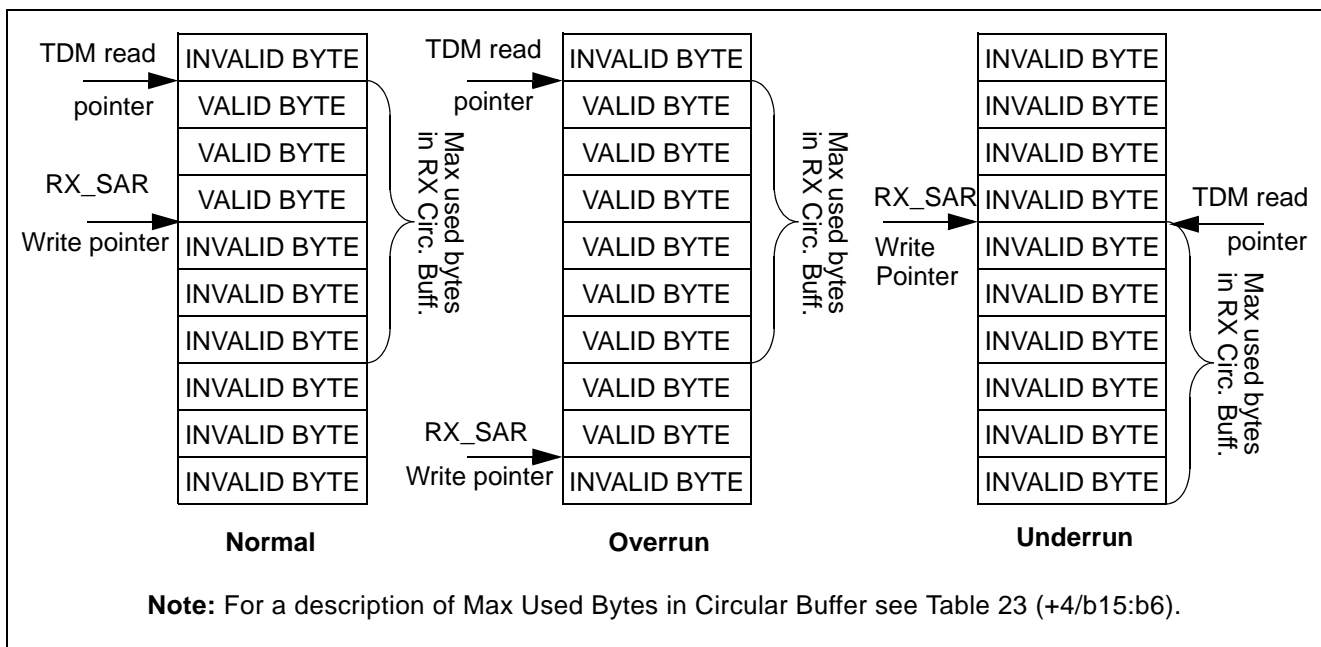 TDM read
pointer
RX_SAR
Write pointer
INVALID BYTE
VALID BYTE
VALID BYTE
VALID BYTE
INVALID BYTE
INVALID BYTE
INVALID BYTE
INVALID BYTE
INVALID BYTE
INVALID BYTE
Max used bytes
in RX Circ. Buff.
Normal
TDM read
pointer
RX_SAR
Write pointer
INVALID BYTE
VALID BYTE
VALID BYTE
VALID BYTE
VALID BYTE
VALID BYTE
VALID BYTE
VALID BYTE
VALID BYTE
INVALID BYTE
Max used bytes
in RX Circ. Buff.
Overrun
RX_SAR
Write
Pointer
INVALID BYTE
INVALID BYTE
INVALID BYTE
INVALID BYTE
INVALID BYTE
INVALID BYTE
INVALID BYTE
INVALID BYTE
INVALID BYTE
INVALID BYTE
TDM read
pointer
Max used bytes
in RX Circ. Buff.
Underrun
Note: For a description of Max Used Bytes in Circular Buffer see Table 23 (+4/b15:b6).